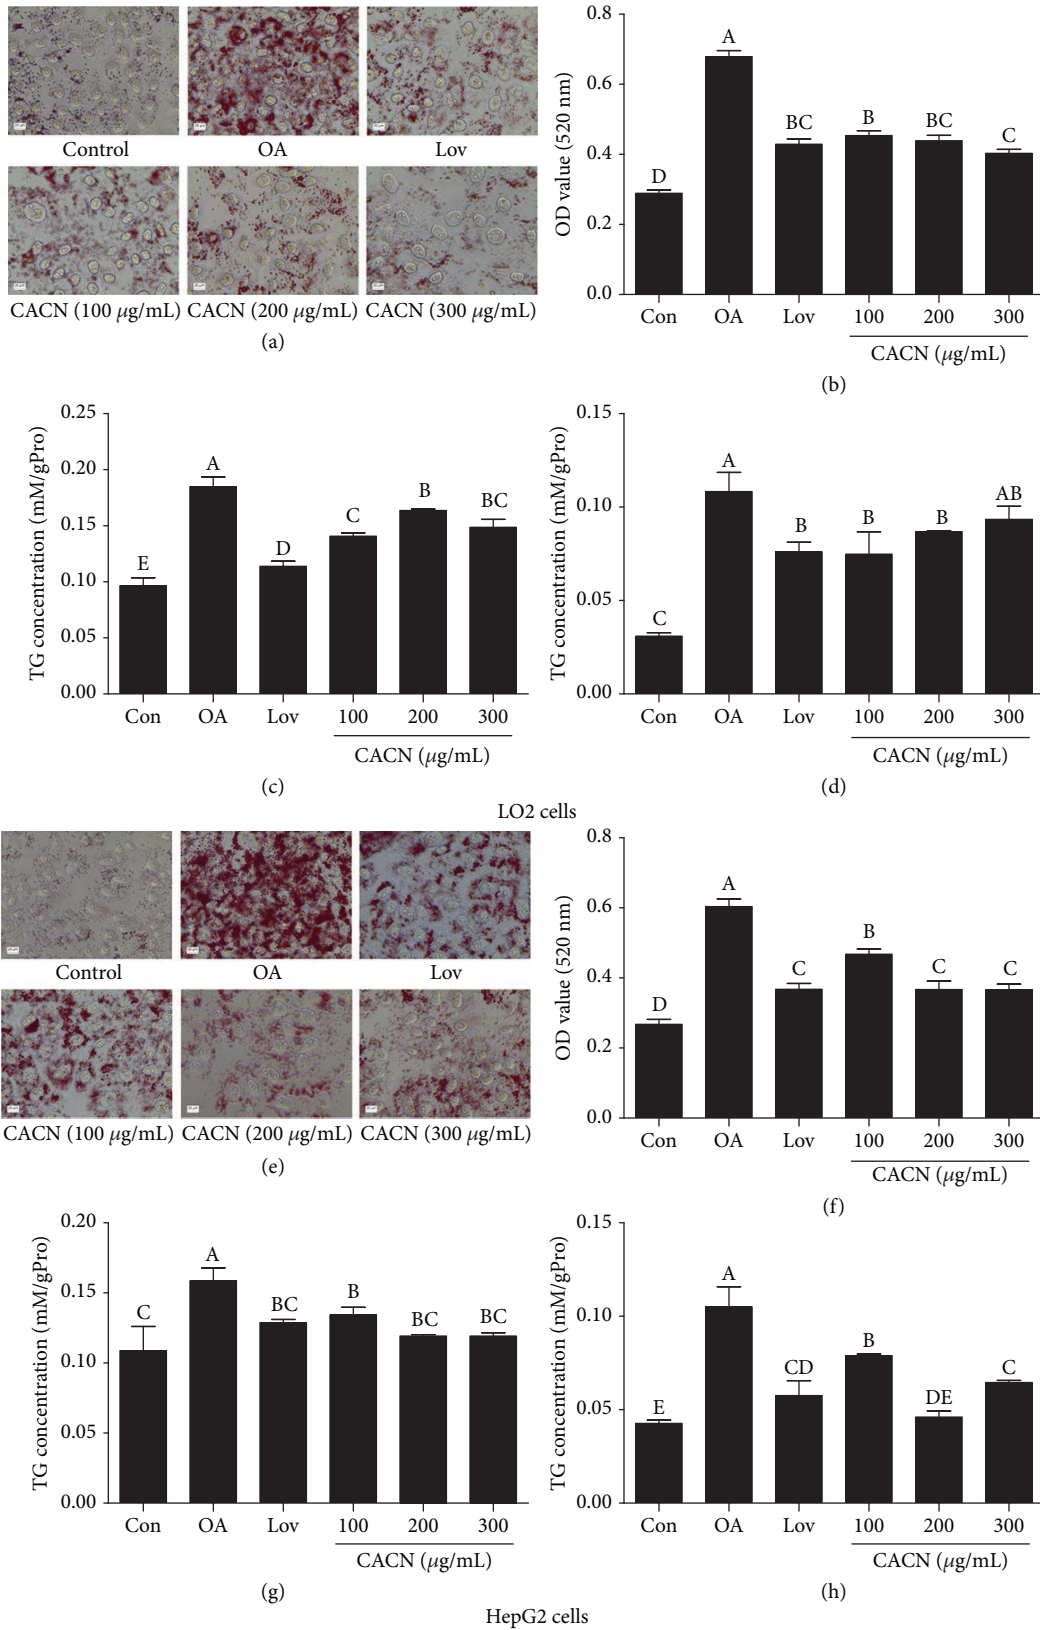 Control OA Lov
CACN (100 μg/mL) CACN (200 μg/mL) CACN (300 μg/mL)
(a)
OD value (520 nm)
0.8
0.6
0.4
0.2
0.0
D A BC B BC C
Con OA Lov 100 200 300
CACN (μg/mL)
(b)
TG concentration (mM/gPro)
0.25
0.20
0.15
0.10
0.05
0.00
E A D C B BC
Con OA Lov 100 200 300
CACN (μg/mL)
(c)
TG concentration (mM/gPro)
0.15
0.10
0.05
0.00
C A B B B AB
Con OA Lov 100 200 300
CACN (μg/mL)
(d)
LO2 cells
Control OA Lov
CACN (100 μg/mL) CACN (200 μg/mL) CACN (300 μg/mL)
(e)
OD value (520 nm)
0.8
0.6
0.4
0.2
0.0
D A C B C C
Con OA Lov 100 200 300
CACN (μg/mL)
(f)
TG concentration (mM/gPro)
0.20
0.15
0.10
0.05
0.00
C A BC B BC BC
Con OA Lov 100 200 300
CACN (μg/mL)
(g)
TG concentration (mM/gPro)
0.15
0.10
0.05
0.00
E A CD B DE C
Con OA Lov 100 200 300
CACN (μg/mL)
(h)
HepG2 cells